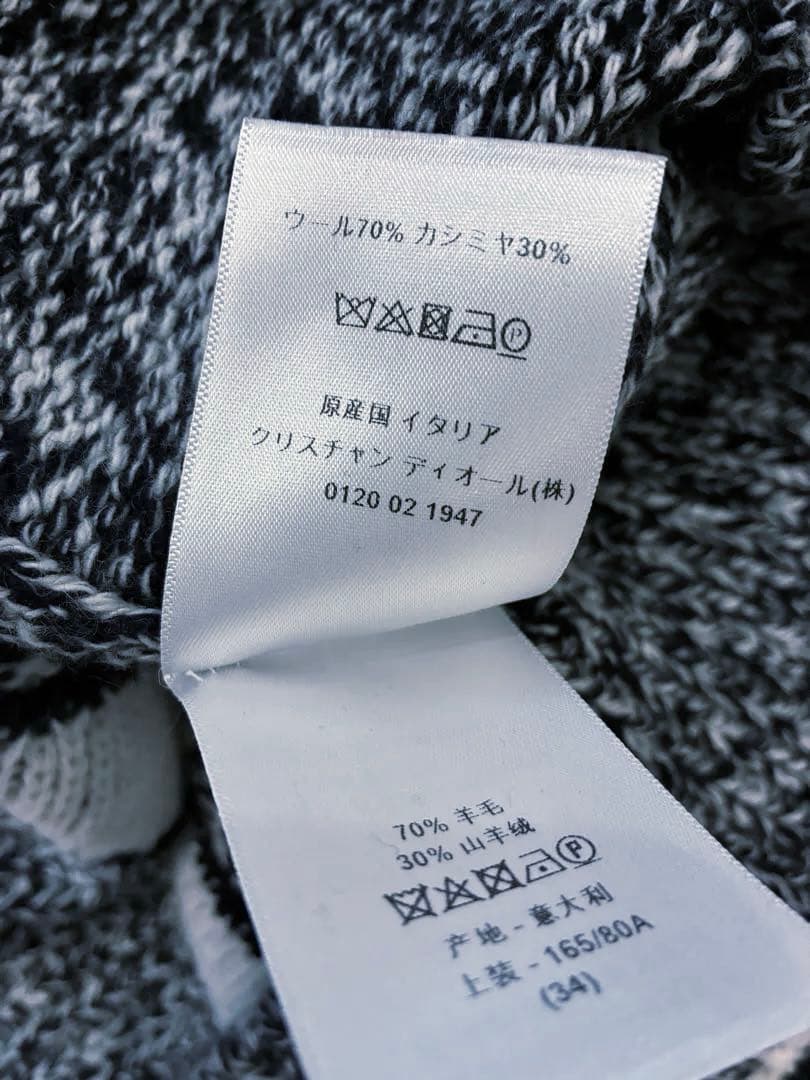 ウール70% カシミヤ30%
P
原産国 イタリア
クリスチャン ディオール(株)
0120 02 1947
70% 羊毛
30% 山羊绒
P
产地 - 意大利
上装 - 165/80A
(34)